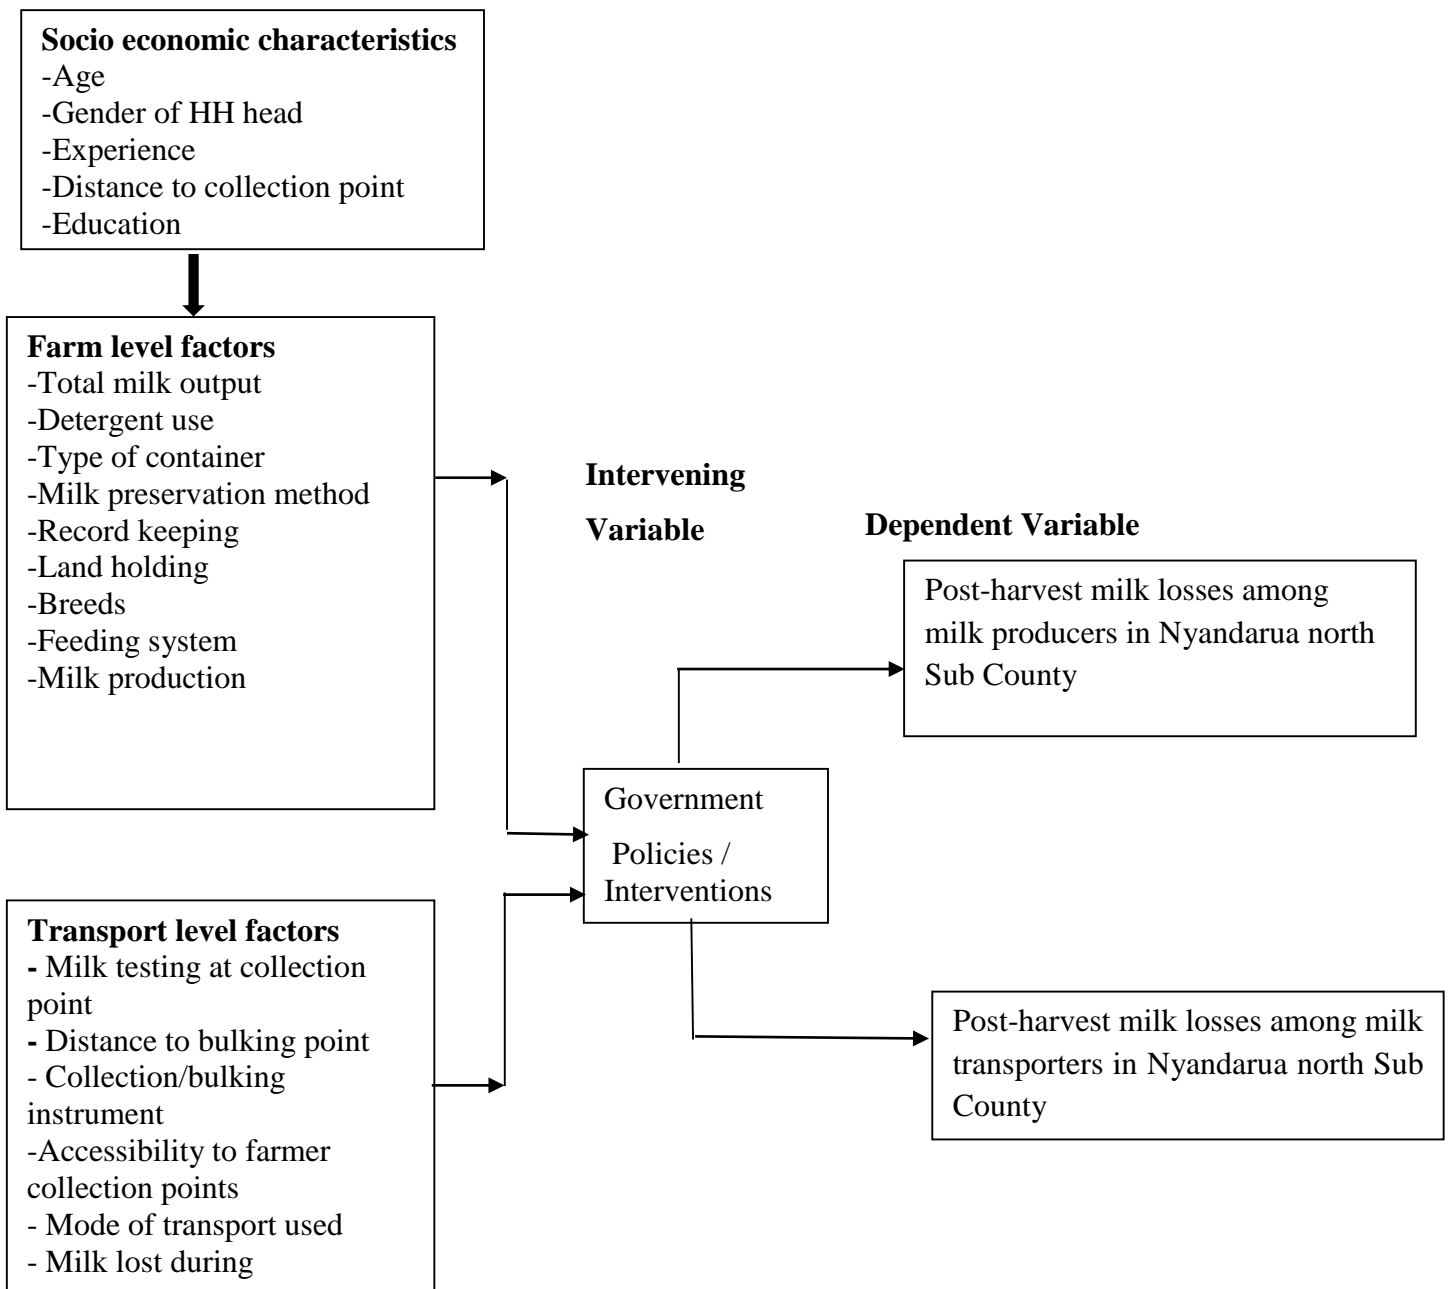 Socio economic characteristics
-Age
-Gender of HH head
-Experience
-Distance to collection point
-Education
Farm level factors
-Total milk output
-Detergent use
-Type of container
-Milk preservation method
-Record keeping
-Land holding
-Breeds
-Feeding system
-Milk production
Intervening
Variable
Dependent Variable
Post-harvest milk losses among
milk producers in Nyandarua north
Sub County
Government
Policies /
Interventions
Transport level factors
- Milk testing at collection
point
- Distance to bulking point
- Collection/bulking
instrument
-Accessibility to farmer
collection points
- Mode of transport used
- Milk lost during
Post-harvest milk losses among milk
transporters in Nyandarua north Sub
County